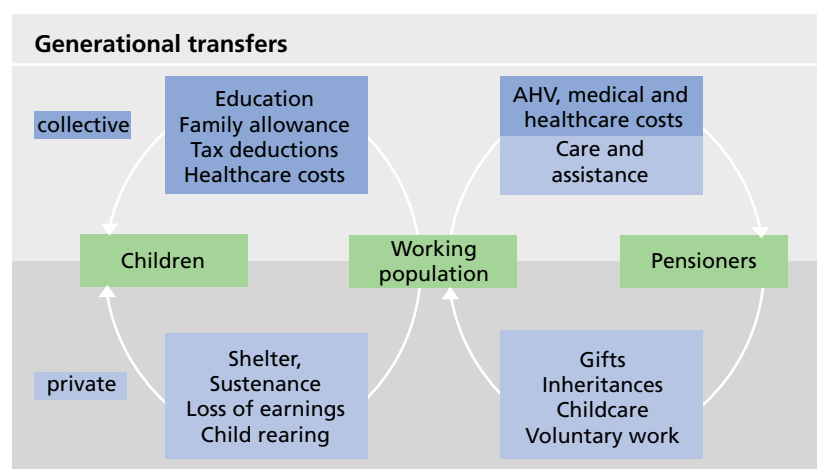 Generational transfers
collective
Education
Family allowance
Tax deductions
Healthcare costs
AHV, medical and
healthcare costs
Care and
assistance
Children
Working
population
Pensioners
private
Shelter,
Sustenance
Loss of earnings
Child rearing
Gifts
Inheritances
Childcare
Voluntary work